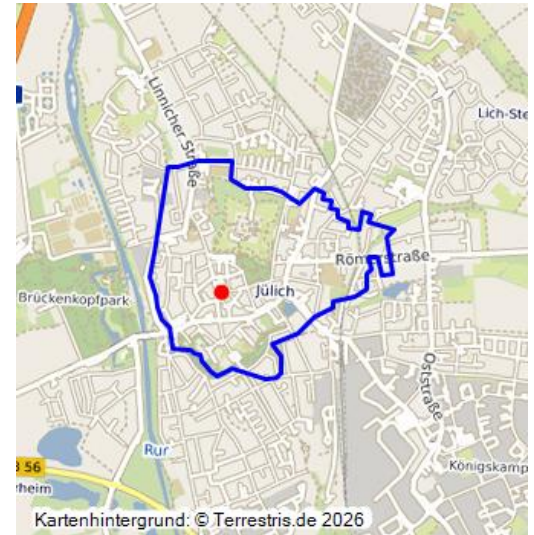 Linnicher Straße
Lich-Ste
Römerstraße
Brückenkopfpark
Jülich
Oststraße
Rur
B 56
Königskamp
rheim
Kartenhintergrund: © Terrestris.de 2026